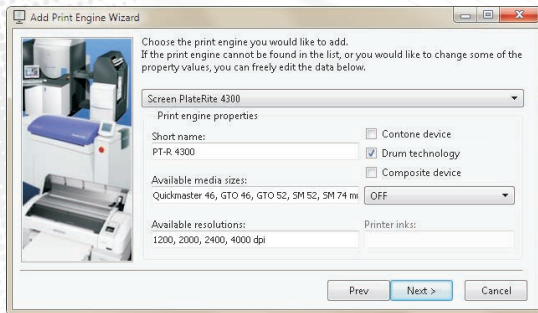 Add Print Engine Wizard
Choose the print engine you would like to add.
If the print engine cannot be found in the list, or you would like to change some of the
property values, you can freely edit the data below.
Screen PlateRite 4300
Print engine properties
Short name:
Contone device
PT-R 4300
Drum technology
Composite device
Available media sizes:
Quickmaster 46, GTO 46, GTO 52, SM 52, SM 74 m
OFF
Available resolutions:
Printer inks:
1200, 2000, 2400, 4000 dpi
Prev
Next >
Cancel